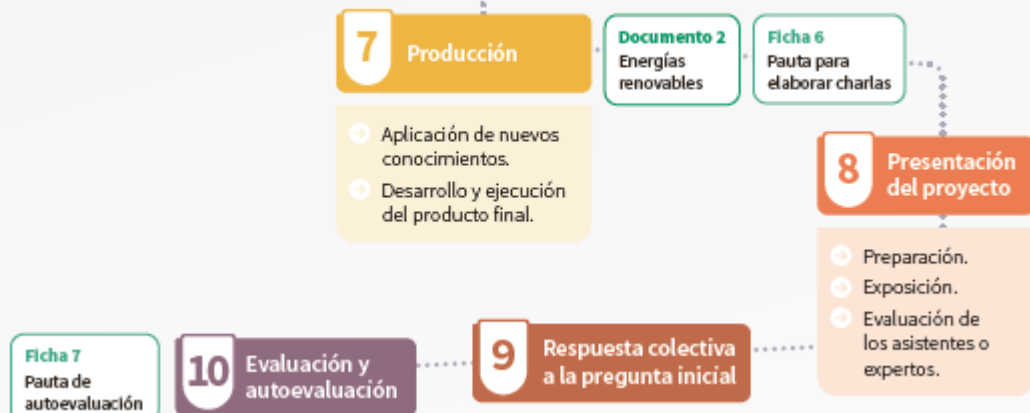 7
Producción
Documento 2
Energías
renovables
Ficha 6
Pauta para
elaborar charlas
Aplicación de nuevos
conocimientos.
Desarrollo y ejecución
del producto final.
8
Presentación
del proyecto
Preparación.
Exposición.
Evaluación de
los asistentes o
expertos.
9
Respuesta colectiva
a la pregunta inicial
10
Evaluación y
autoevaluación
Ficha 7
Pauta de
autoevaluación